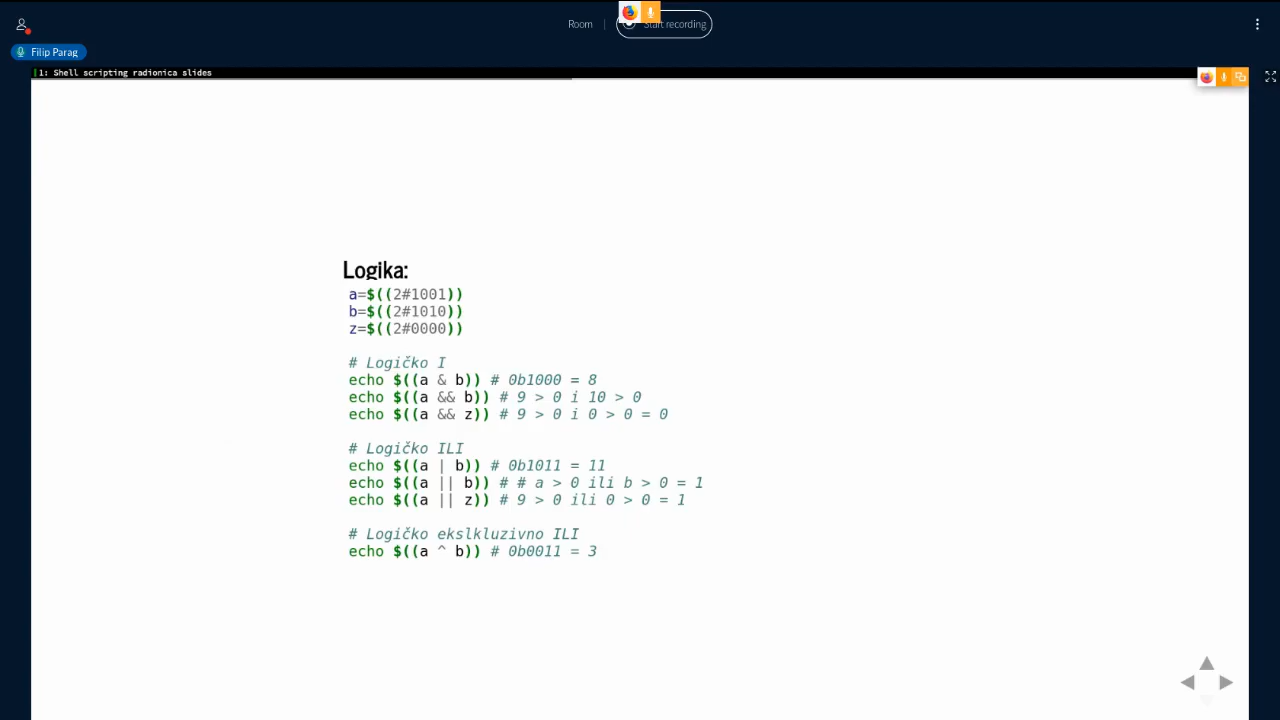 Room
Start recording
Filip Parag
1: Shell scripting radionica slides
Logika:
a=$((2#1001))
b=$((2#1010))
z=$((2#0000))
# Logičko I
echo $((a & b)) # 0b1000 = 8
echo $((a && b)) # 9 > 0 i 10 > 0
echo $((a && z)) # 9 > 0 i 0 > 0 = 0
# Logičko ILI
echo $((a | b)) # 0b1011 = 11
echo $((a || b)) # # a > 0 ili b > 0 = 1
echo $((a || z)) # 9 > 0 ili 0 > 0 = 1
# Logičko ekslkluzivno ILI
echo $((a ^ b)) # 0b0011 = 3